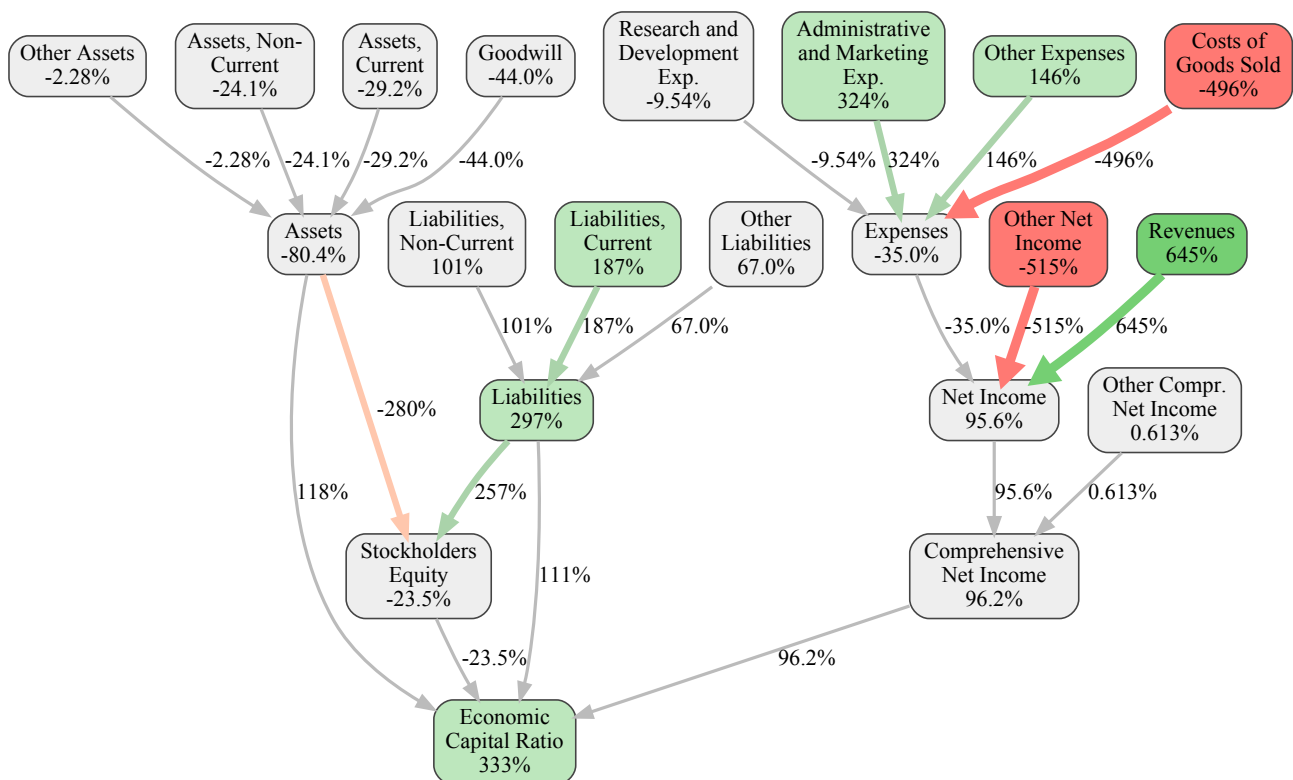 Other Assets
-2.28%
Assets, Non-
Current
-24.1%
Assets,
Current
-29.2%
Goodwill
-44.0%
Research and
Development
Exp.
-9.54%
Administrative
and Marketing
Exp.
324%
Other Expenses
146%
Costs of
Goods Sold
-496%
-2.28%
-24.1%
-29.2%
-44.0%
-9.54%
324%
146%
-496%
Assets
-80.4%
Liabilities,
Non-Current
101%
Liabilities,
Current
187%
Other
Liabilities
67.0%
Expenses
-35.0%
Other Net
Income
-515%
Revenues
645%
101%
187%
67.0%
-35.0%
-515%
645%
-280%
Liabilities
297%
Net Income
95.6%
Other Compr.
Net Income
0.613%
118%
257%
95.6%
0.613%
Stockholders
Equity
-23.5%
111%
Comprehensive
Net Income
96.2%
-23.5%
96.2%
Economic
Capital Ratio
333%